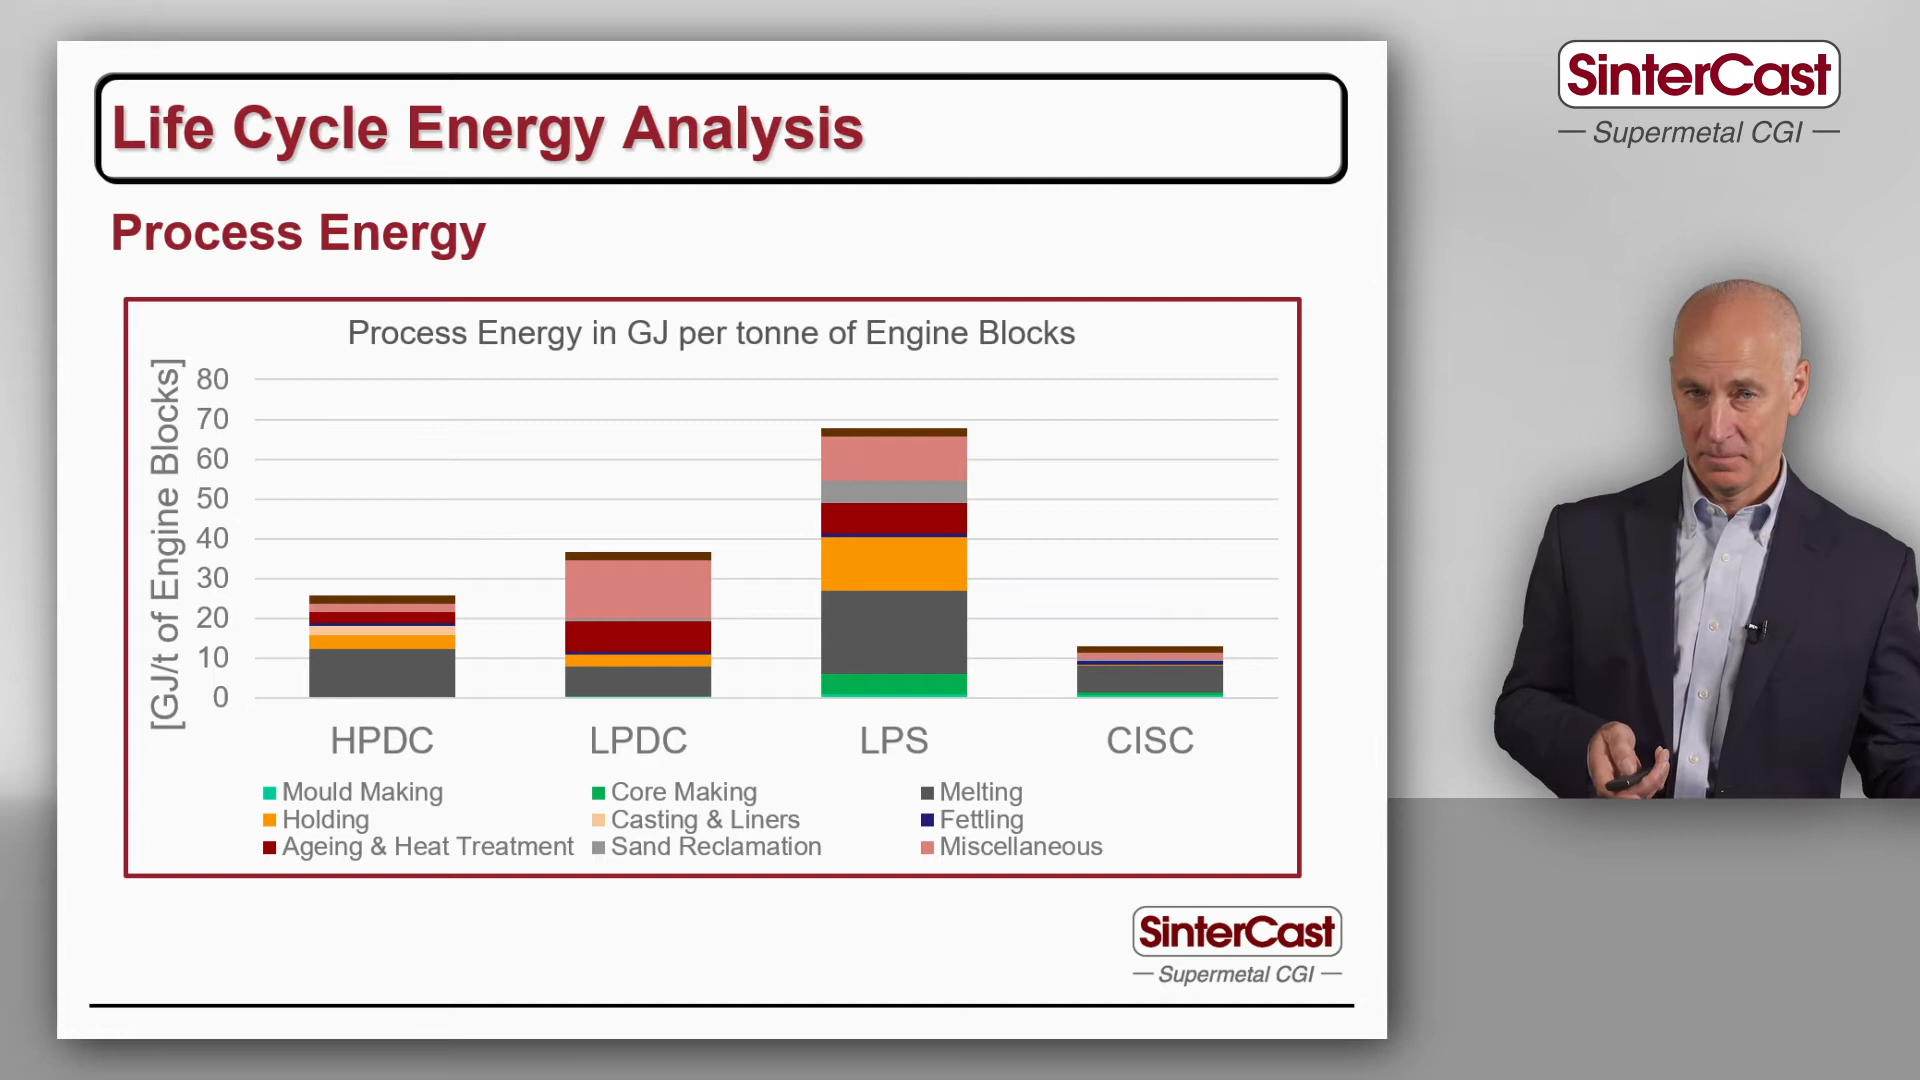 Life Cycle Energy Analysis
Process Energy
Process Energy in GJ per tonne of Engine Blocks
[GJ/t of Engine Blocks]
80
70
60
50
40
30
20
10
0
HPDC LPDC LPS CISC
Mould Making Core Making Melting
Holding Casting & Liners Fettling
Ageing & Heat Treatment Sand Reclamation Miscellaneous
SinterCast
— Supermetal CGI —
SinterCast
— Supermetal CGI —